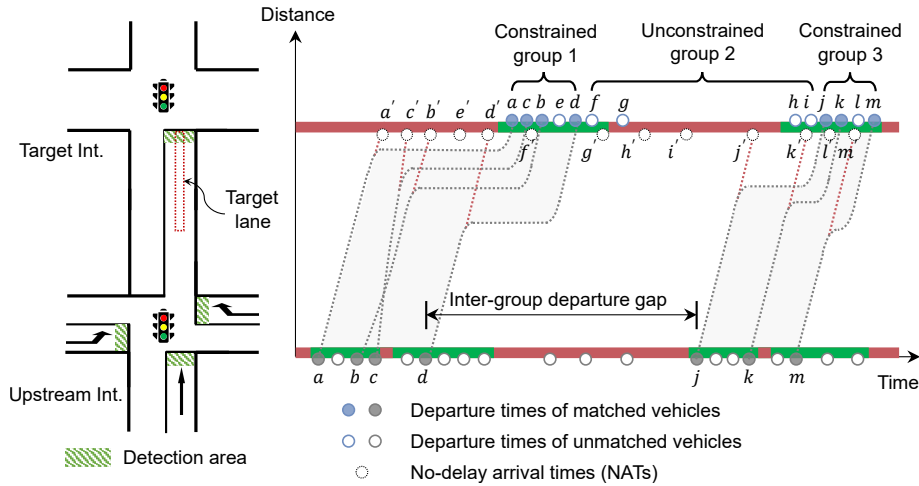 Distance
Constrained
group 1
Unconstrained
group 2
Constrained
group 3
a c b e d f g h i j k l m
a' c' b' e' d'
f' g' h' i' j' k' l' m'
Target Int.
Target
lane
Inter-group departure gap
a b c d j k m
Time
Upstream Int.
Departure times of matched vehicles
Departure times of unmatched vehicles
Detection area
No-delay arrival times (NATs)